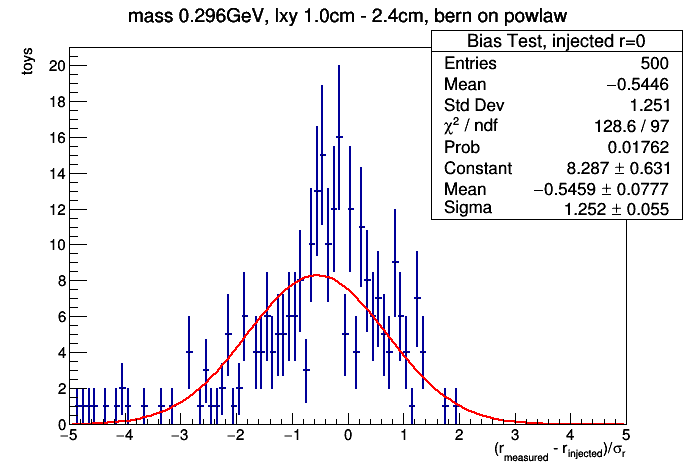 mass 0.296GeV, lxy 1.0cm - 2.4cm, bern on powlaw
toys
Bias Test, injected r=0
Entries 500
Mean −0.5446
Std Dev 1.251
χ² / ndf 128.6 / 97
Prob 0.01762
Constant 8.287 ± 0.631
Mean −0.5459 ± 0.0777
Sigma 1.252 ± 0.055
20
18
16
14
12
10
8
6
4
2
0
−5 −4 −3 −2 −1 0 1 2 3 4 5
(r_measured - r_injected)/σ_r